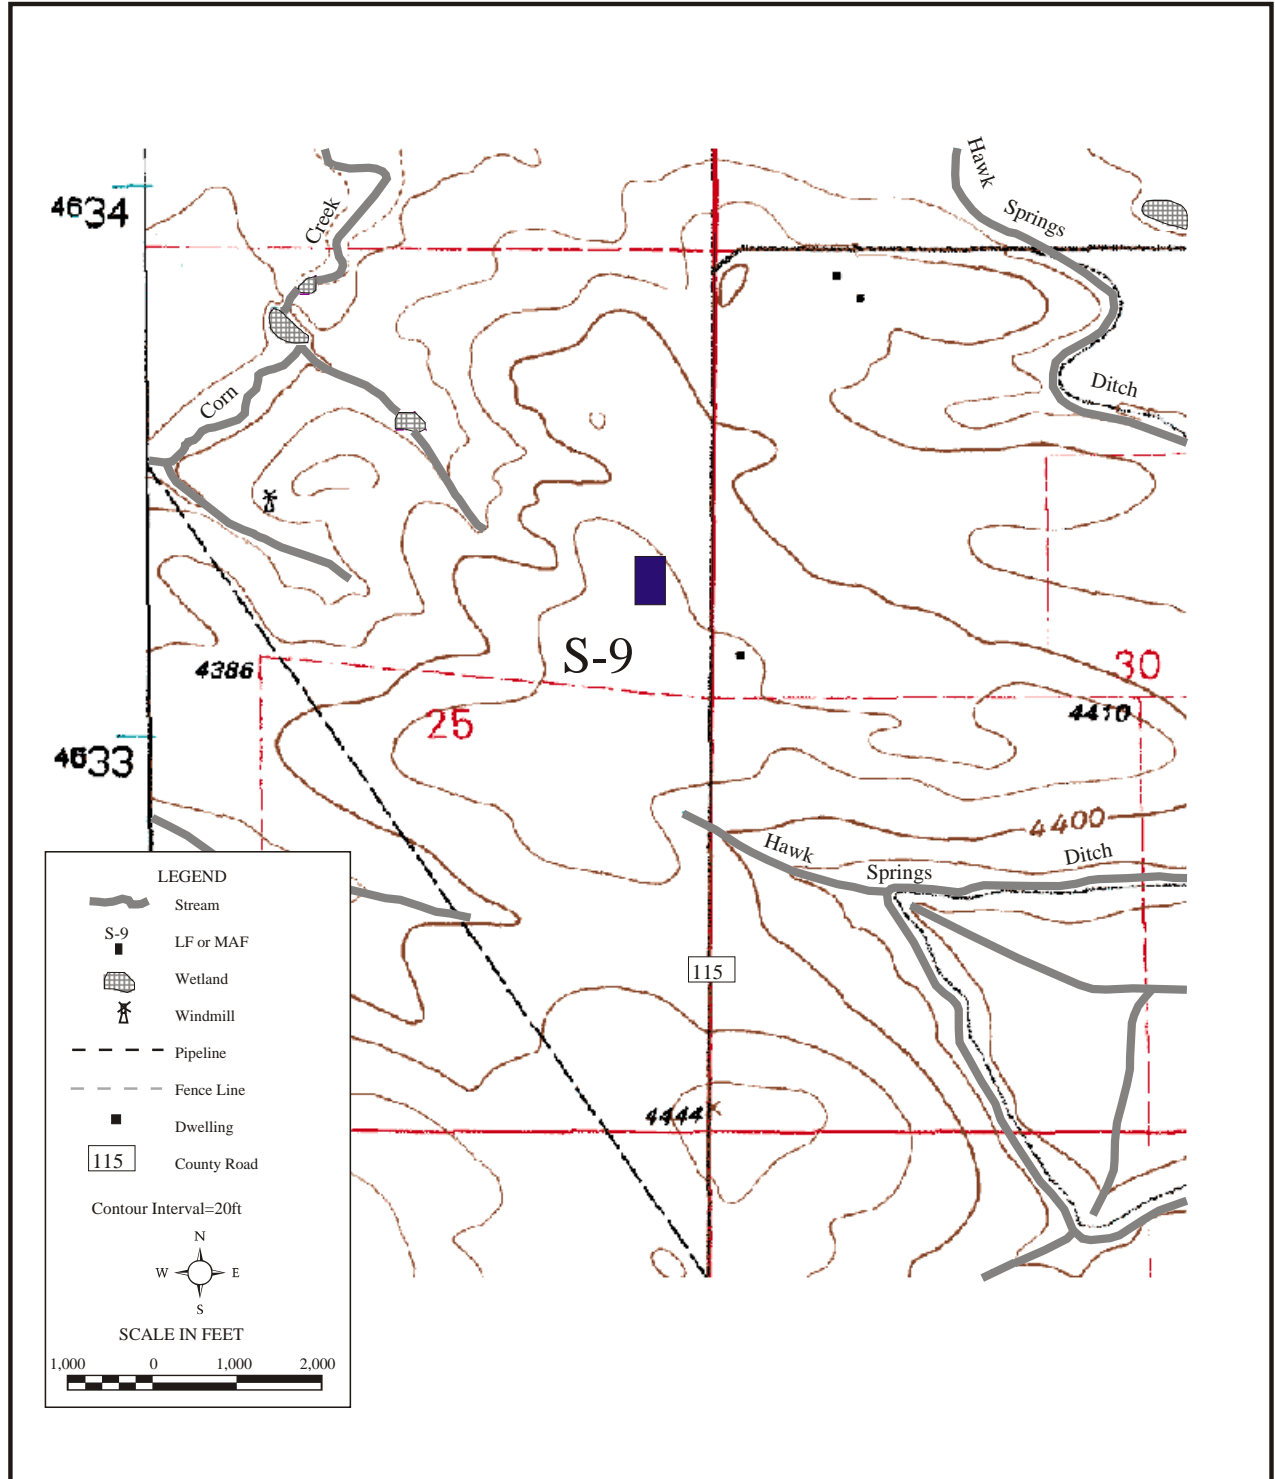 Hawk
Springs
4634
Creek
Ditch
Corn
S-9
4386
30
4410
25
4633
4400
Hawk
Springs
Ditch
115
4444
LEGEND
Stream
S-9
LF or MAF
Wetland
Windmill
Pipeline
Fence Line
Dwelling
115 County Road
Contour Interval=20ft
N
W E
S
SCALE IN FEET
1,000 0 1,000 2,000